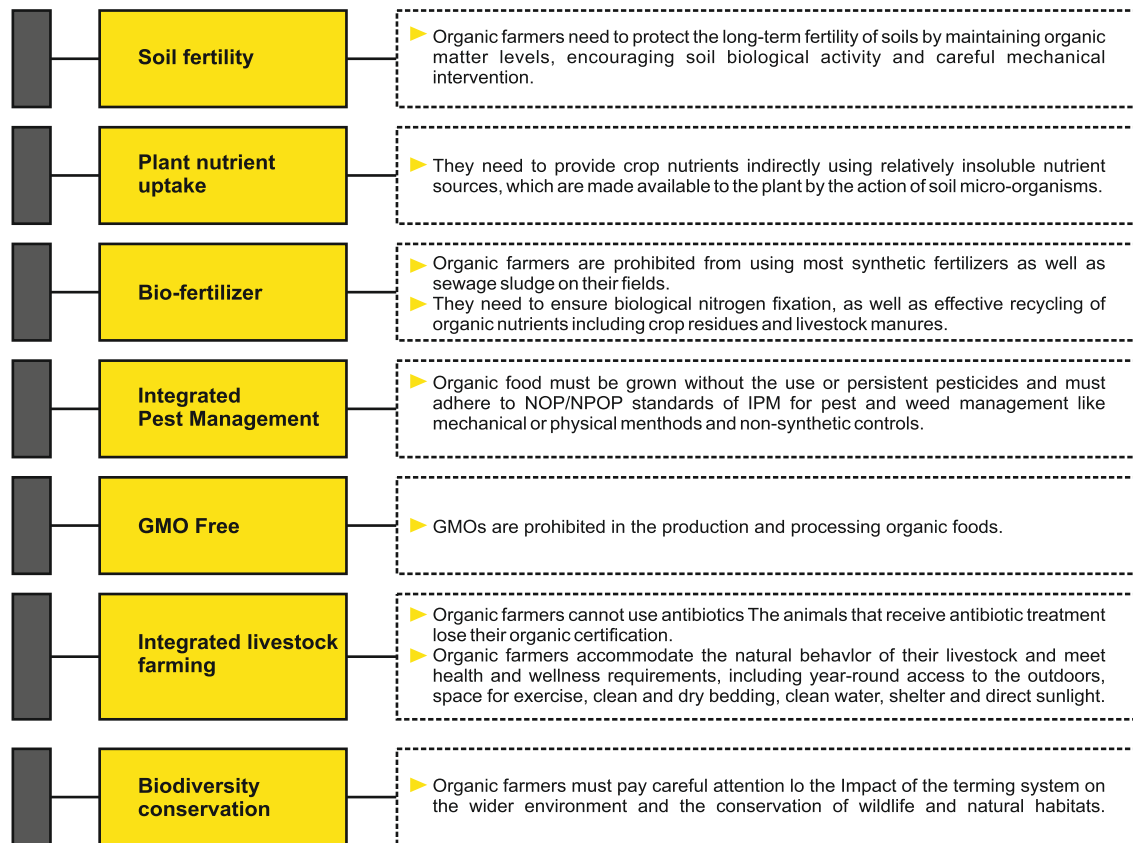 Soil fertility
Organic farmers need to protect the long-term fertility of soils by maintaining organic
matter levels, encouraging soil biological activity and careful mechanical
intervention.
Plant nutrient
uptake
They need to provide crop nutrients indirectly using relatively insoluble nutrient
sources, which are made available to the plant by the action of soil micro-organisms.
Bio-fertilizer
Organic farmers are prohibited from using most synthetic fertilizers as well as
sewage sludge on their fields.
They need to ensure biological nitrogen fixation, as well as effective recycling of
organic nutrients including crop residues and livestock manures.
Integrated
Pest Management
Organic food must be grown without the use or persistent pesticides and must
adhere to NOP/NPOP standards of IPM for pest and weed management like
mechanical or physical menthods and non-synthetic controls.
GMO Free
GMOs are prohibited in the production and processing organic foods.
Integrated livestock
farming
Organic farmers cannot use antibiotics The animals that receive antibiotic treatment
lose their organic certification.
Organic farmers accommodate the natural behavlor of their livestock and meet
health and wellness requirements, including year-round access to the outdoors,
space for exercise, clean and dry bedding, clean water, shelter and direct sunlight.
Biodiversity
conservation
Organic farmers must pay careful attention lo the Impact of the terming system on
the wider environment and the conservation of wildlife and natural habitats.